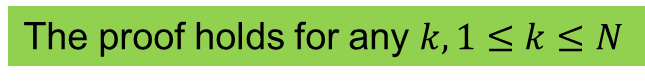 The proof holds for any 𝑘, 1 ≤ 𝑘 ≤ 𝑁